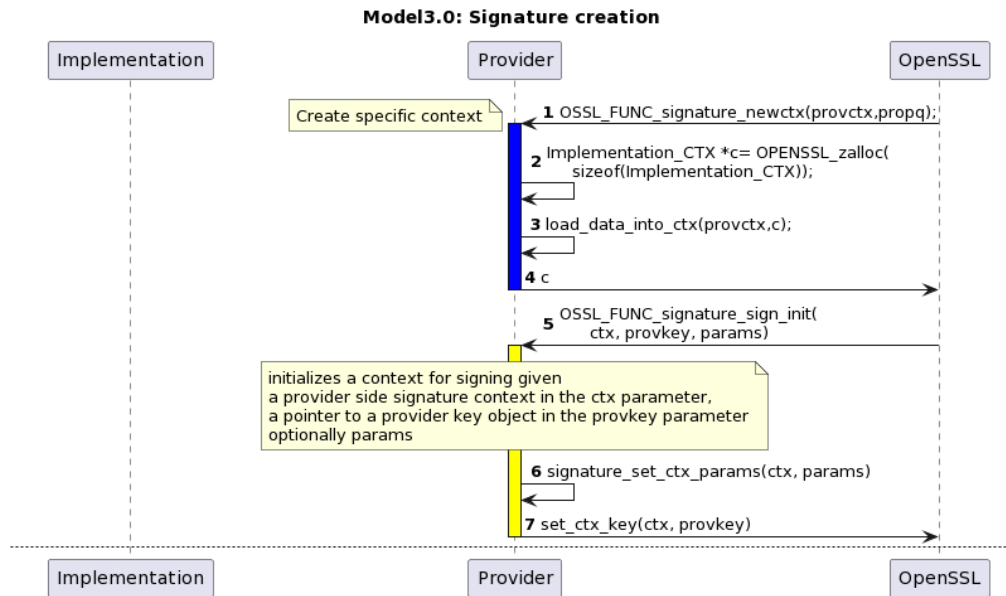 Model3.0: Signature creation
Implementation
Provider
OpenSSL
Create specific context
1 OSSL_FUNC_signature_newctx(provctx,propq);
2 Implementation_CTX *c= OPENSSL_zalloc(
sizeof(Implementation_CTX));
3 load_data_into_ctx(provctx,c);
4 c
5 OSSL_FUNC_signature_sign_init(
ctx, provkey, params)
initializes a context for signing given
a provider side signature context in the ctx parameter,
a pointer to a provider key object in the provkey parameter
optionally params
6 signature_set_ctx_params(ctx, params)
7 set_ctx_key(ctx, provkey)
Implementation
Provider
OpenSSL